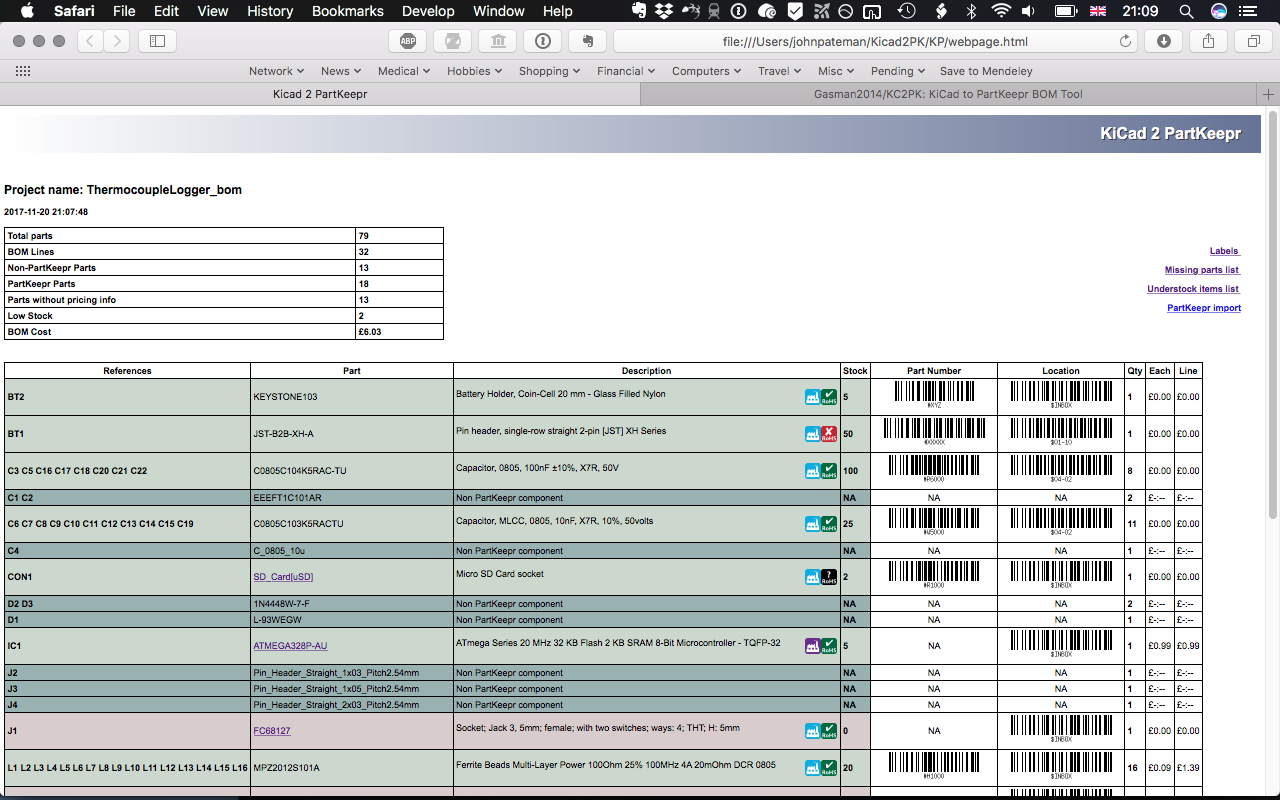 Safari File Edit View History Bookmarks Develop Window Help 21:09
ABP file:///Users/johnpateman/Kicad2PK/KP/webpage.html
Network News Medical Hobbies Shopping Financial Computers Travel Misc Pending Save to Mendeley
Kicad 2 PartKeepr Gasman2014/KC2PK: KiCad to PartKeepr BOM Tool
KiCad 2 PartKeepr
Project name: ThermocoupleLogger_bom
2017-11-20 21:07:48
Total parts 79
BOM Lines 32
Non-PartKeepr Parts 13
PartKeepr Parts 18
Parts without pricing info 13
Low Stock 2
BOM Cost £6.03
Labels
Missing parts list
Understock items list
PartKeepr import
References Part Description Stock Part Number Location Qty Each Line
BT2 KEYSTONE103 Battery Holder, Coin-Cell 20 mm - Glass Filled Nylon RoHS 5 #XYZ $INBOX 1 £0.00 £0.00
BT1 JST-B2B-XH-A Pin header, single-row straight 2-pin [JST] XH Series RoHS 50 #XXXXX $01-10 1 £0.00 £0.00
C3 C5 C16 C17 C18 C20 C21 C22 C0805C104K5RAC-TU Capacitor, 0805, 100nF ±10%, X7R, 50V RoHS 100 #P6000 $04-02 8 £0.00 £0.00
C1 C2 EEEFT1C101AR Non PartKeepr component NA NA NA 2 £-:-- £-:--
C6 C7 C8 C9 C10 C11 C12 C13 C14 C15 C19 C0805C103K5RACTU Capacitor, MLCC, 0805, 10nF, X7R, 10%, 50volts RoHS 25 #W5000 $04-02 11 £0.00 £0.00
C4 C_0805_10u Non PartKeepr component NA NA NA 1 £-:-- £-:--
CON1 SD_Card[uSD] Micro SD Card socket ? RoHS 2 #R1000 $INBOX 1 £0.00 £0.00
D2 D3 1N4448W-7-F Non PartKeepr component NA NA NA 2 £-:-- £-:--
D1 L-93WEGW Non PartKeepr component NA NA NA 1 £-:-- £-:--
IC1 ATMEGA328P-AU ATmega Series 20 MHz 32 KB Flash 2 KB SRAM 8-Bit Microcontroller - TQFP-32 RoHS 5 NA $INBOX 1 £0.99 £0.99
J2 Pin_Header_Straight_1x03_Pitch2.54mm Non PartKeepr component NA NA NA 1 £-:-- £-:--
J3 Pin_Header_Straight_1x05_Pitch2.54mm Non PartKeepr component NA NA NA 1 £-:-- £-:--
J4 Pin_Header_Straight_2x03_Pitch2.54mm Non PartKeepr component NA NA NA 1 £-:-- £-:--
J1 FC68127 Socket; Jack 3, 5mm; female; with two switches; ways: 4; THT; H: 5mm RoHS 0 NA $INBOX 1 £0.00 £0.00
L1 L2 L3 L4 L5 L6 L7 L8 L9 L10 L11 L12 L13 L14 L15 L16 MPZ2012S101A Ferrite Beads Multi-Layer Power 100Ohm 25% 100MHz 4A 20mOhm DCR 0805 RoHS 20 #H1000 $INBOX 16 £0.09 £1.39